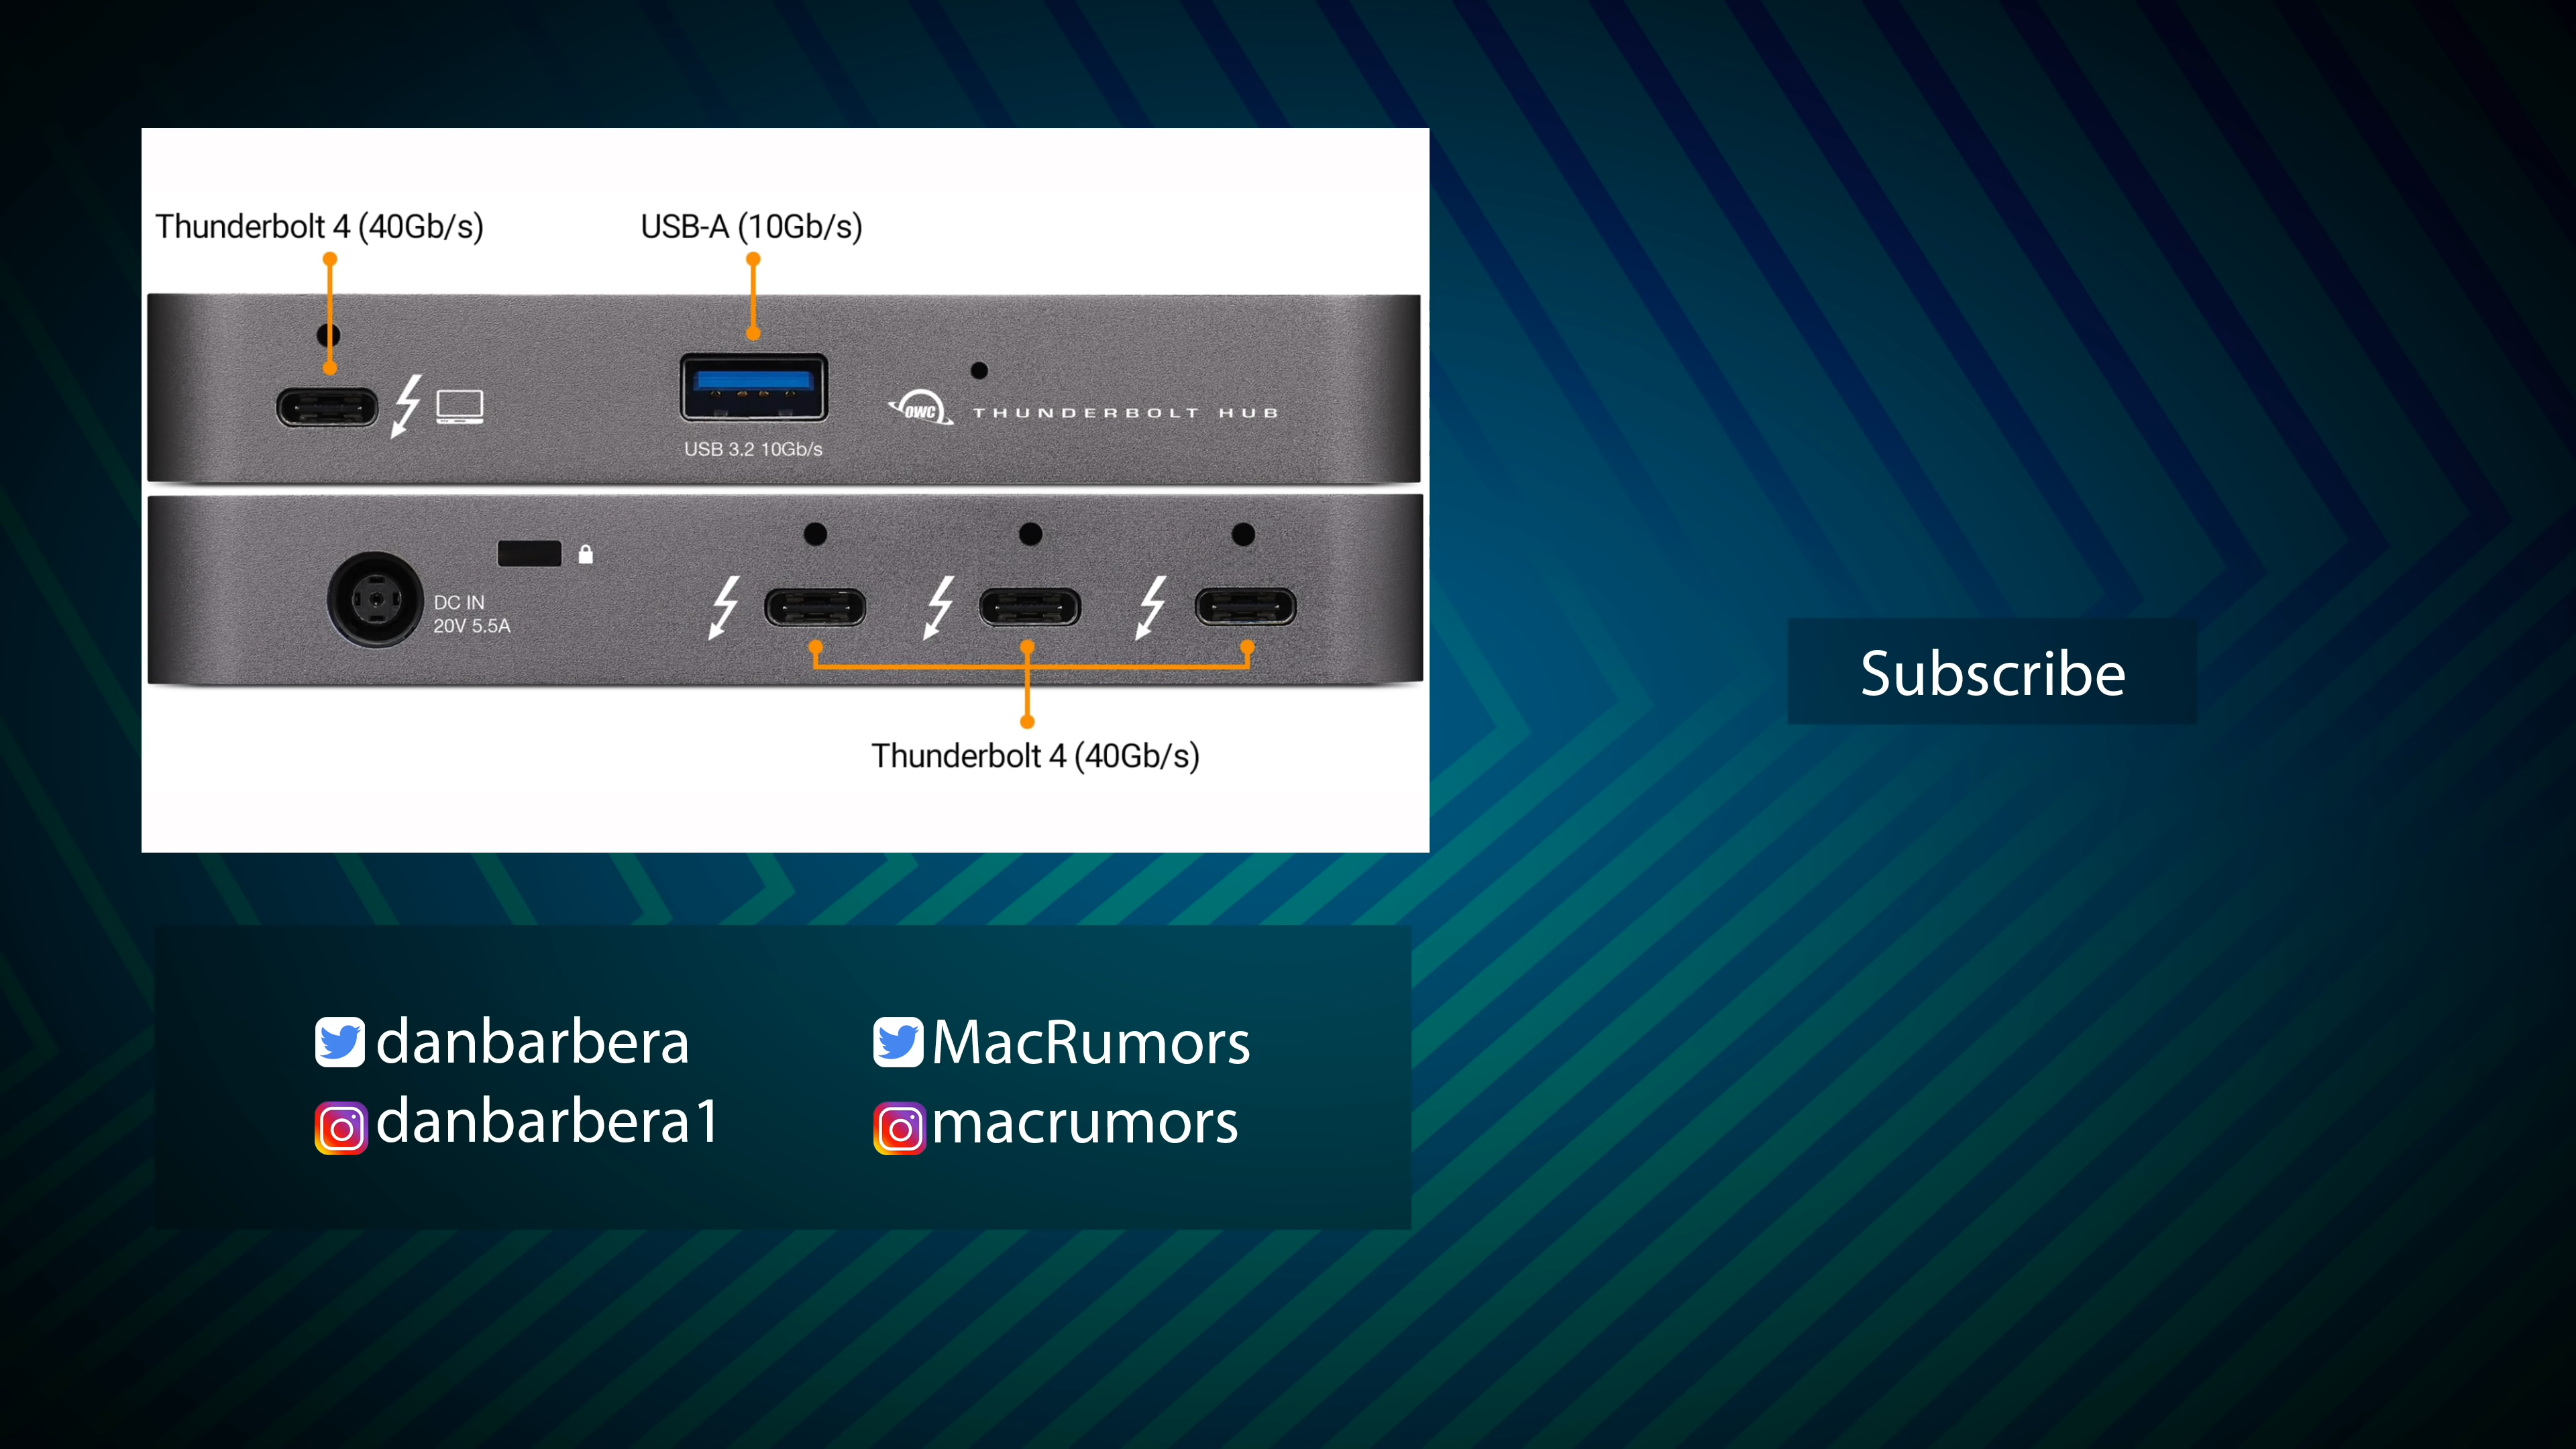 Thunderbolt 4 (40Gb/s)
USB-A (10Gb/s)
OWC THUNDERBOLT HUB
USB 3.2 10Gb/s
DC IN
20V 5.5A
Thunderbolt 4 (40Gb/s)
Subscribe
danbarbera
MacRumors
danbarbera1
macrumors